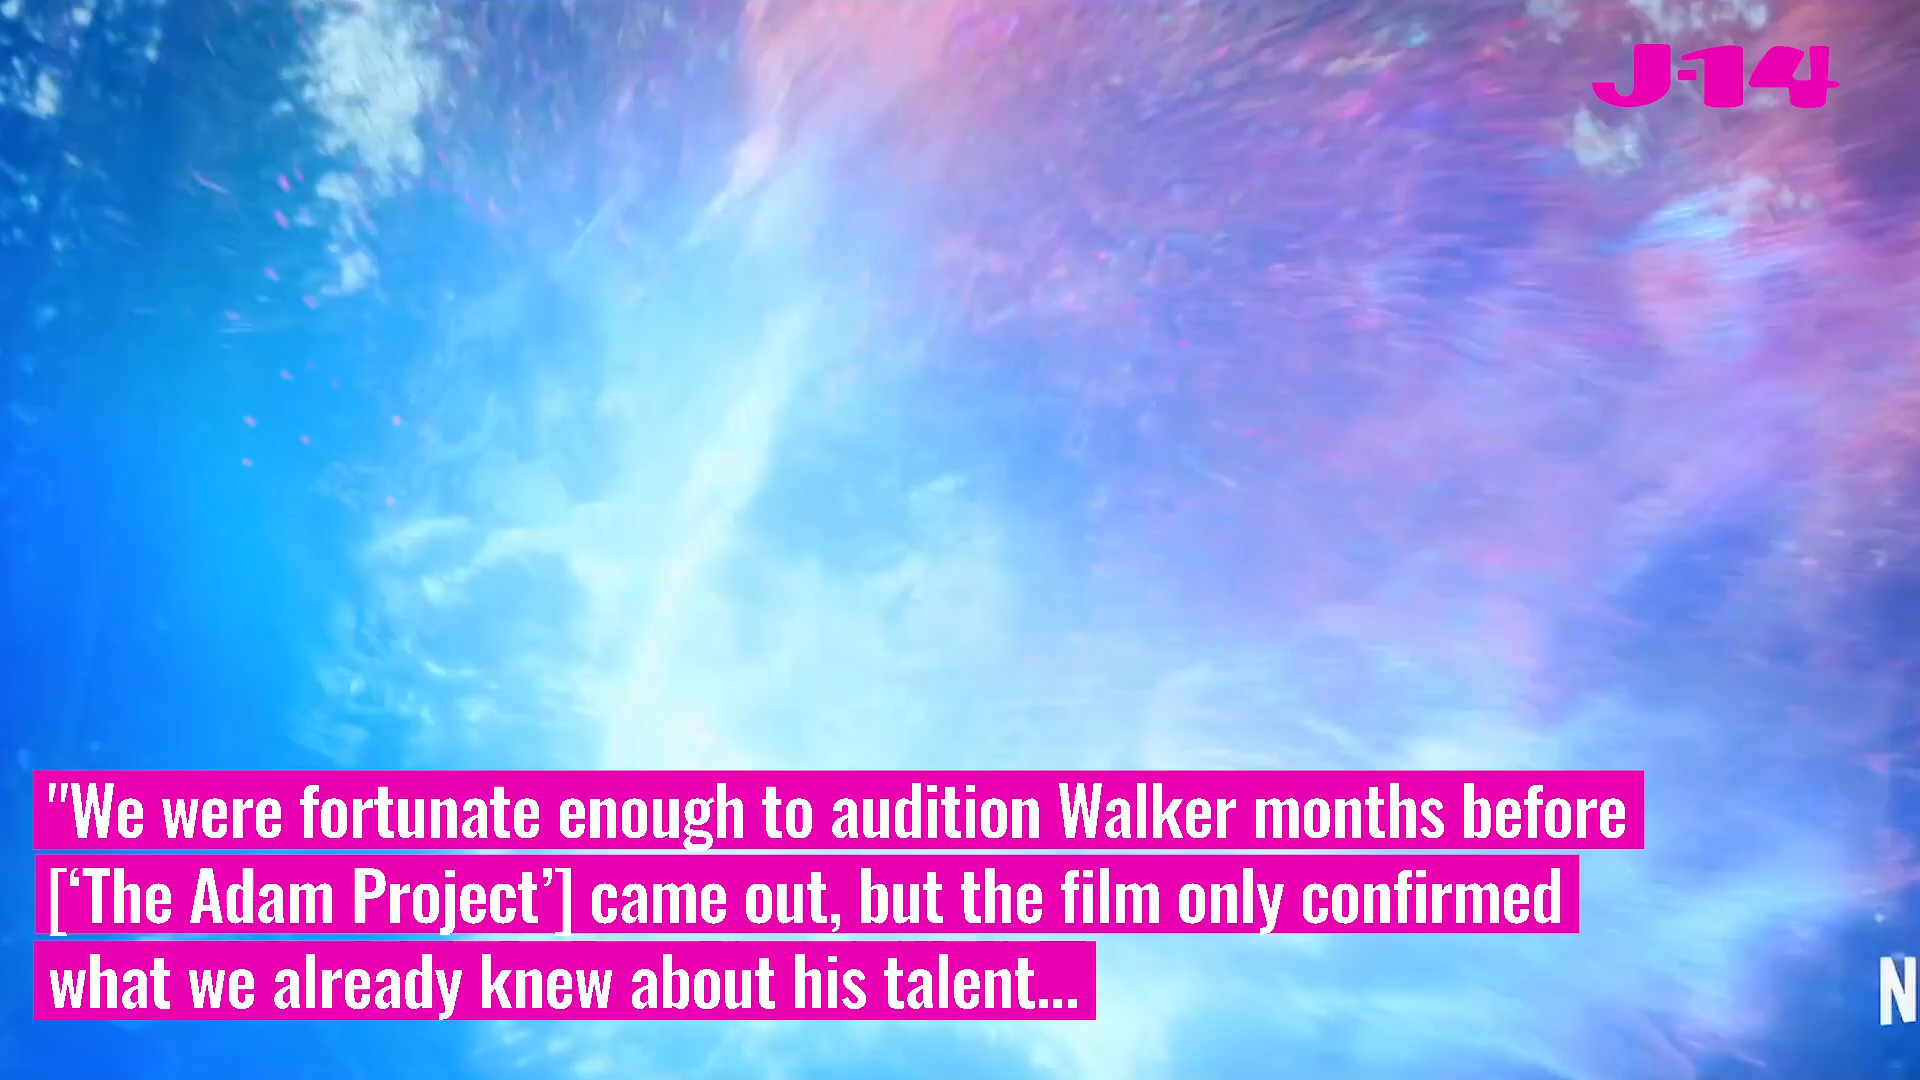 J-14
"We were fortunate enough to audition Walker months before
[‘The Adam Project’] came out, but the film only confirmed
what we already knew about his talent...
N